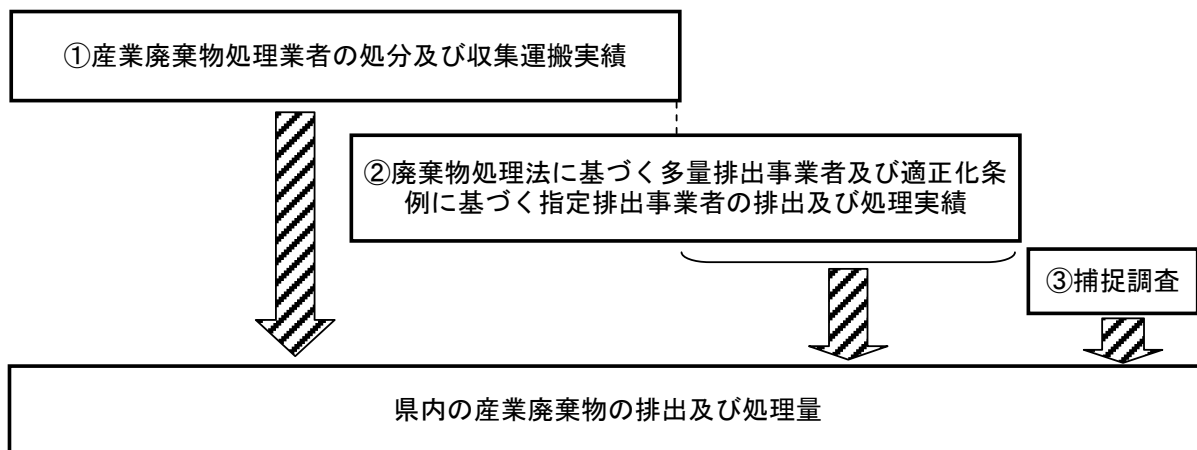 ①産業廃棄物処理業者の処分及び収集運搬実績
②廃棄物処理法に基づく多量排出事業者及び適正化条
例に基づく指定排出事業者の排出及び処理実績
③捕捉調査
県内の産業廃棄物の排出及び処理量